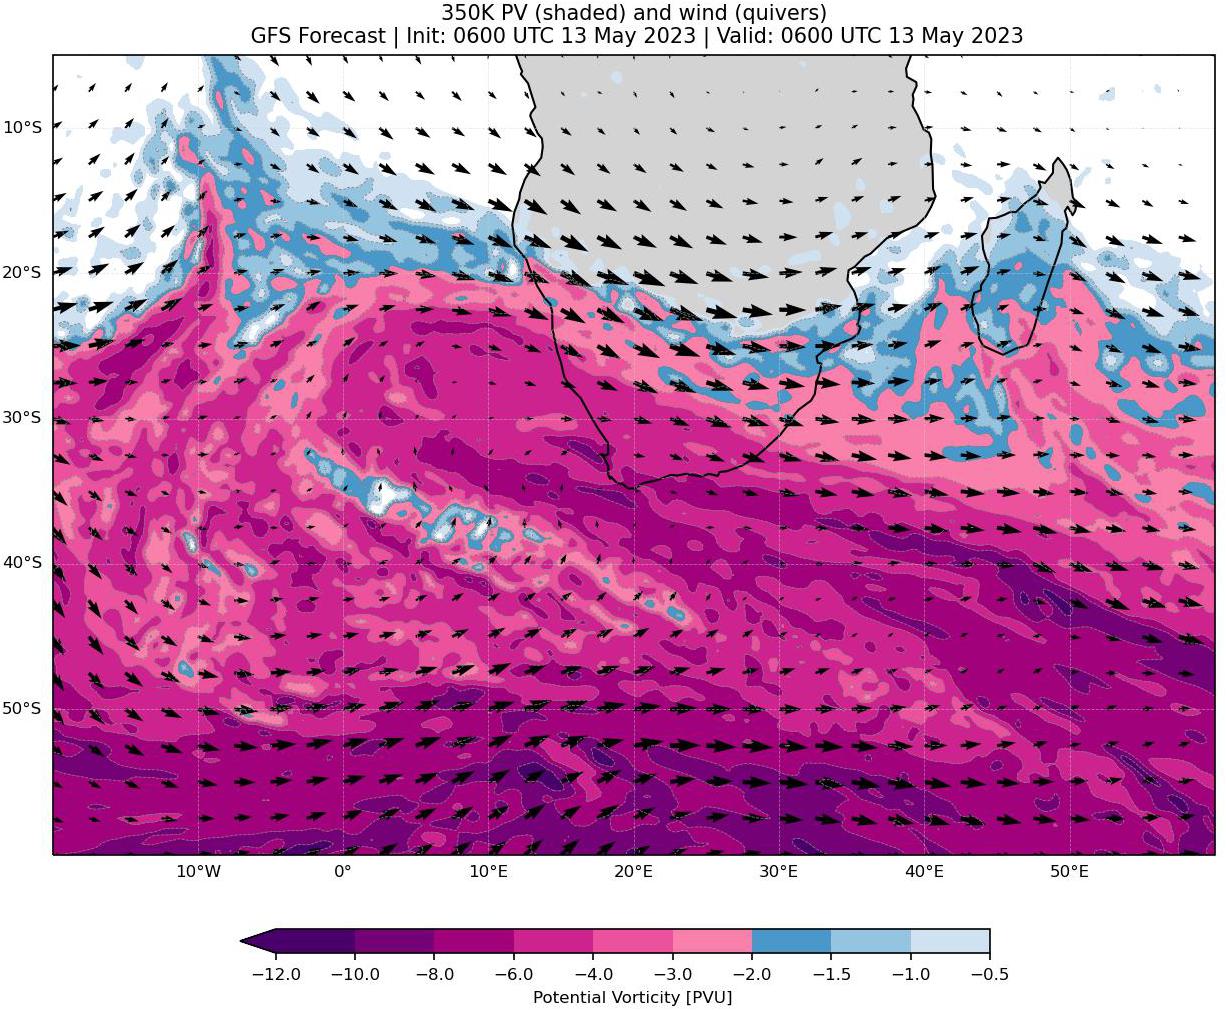 350K PV (shaded) and wind (quivers)
GFS Forecast | Init: 0600 UTC 13 May 2023 | Valid: 0600 UTC 13 May 2023
10°S
20°S
30°S
40°S
50°S
10°W 0° 10°E 20°E 30°E 40°E 50°E
−12.0 −10.0 −8.0 −6.0 −4.0 −3.0 −2.0 −1.5 −1.0 −0.5
Potential Vorticity [PVU]